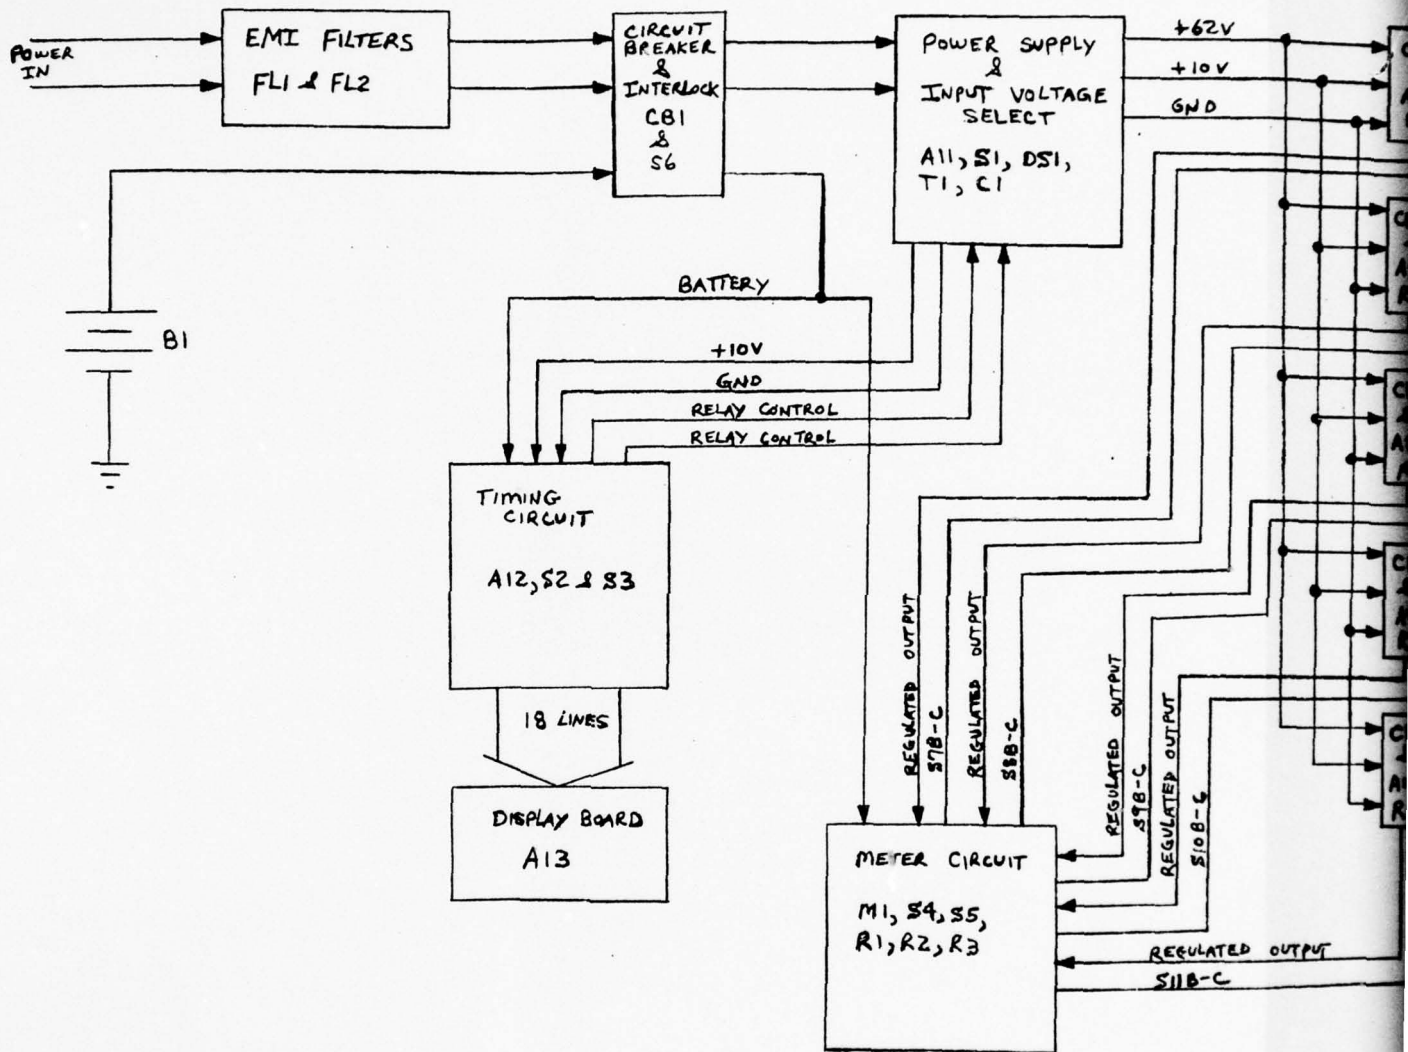 POWER
IN
EMI FILTERS
FL1 & FL2
CIRCUIT
BREAKER
&
INTERLOCK
CB1
&
S6
POWER SUPPLY
&
INPUT VOLTAGE
SELECT
A11, S1, DS1,
T1, C1
+62V
+10V
GND
B1
BATTERY
+10V
GND
RELAY CONTROL
RELAY CONTROL
TIMING
CIRCUIT
A12, S2 & S3
18 LINES
DISPLAY BOARD
A13
REGULATED OUTPUT
S7B-C
REGULATED OUTPUT
S8B-C
REGULATED OUTPUT
S9B-C
REGULATED OUTPUT
S10B-C
METER CIRCUIT
M1, S4, S5,
R1, R2, R3
REGULATED OUTPUT
S11B-C